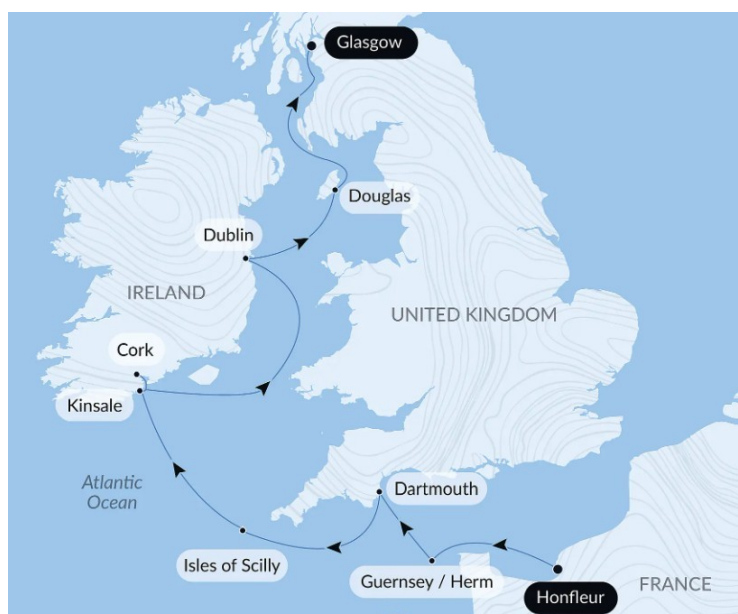 Glasgow
Douglas
Dublin
IRELAND
UNITED KINGDOM
Cork
Kinsale
Atlantic
Ocean
Dartmouth
Isles of Scilly
Guernsey / Herm
Honfleur
FRANCE